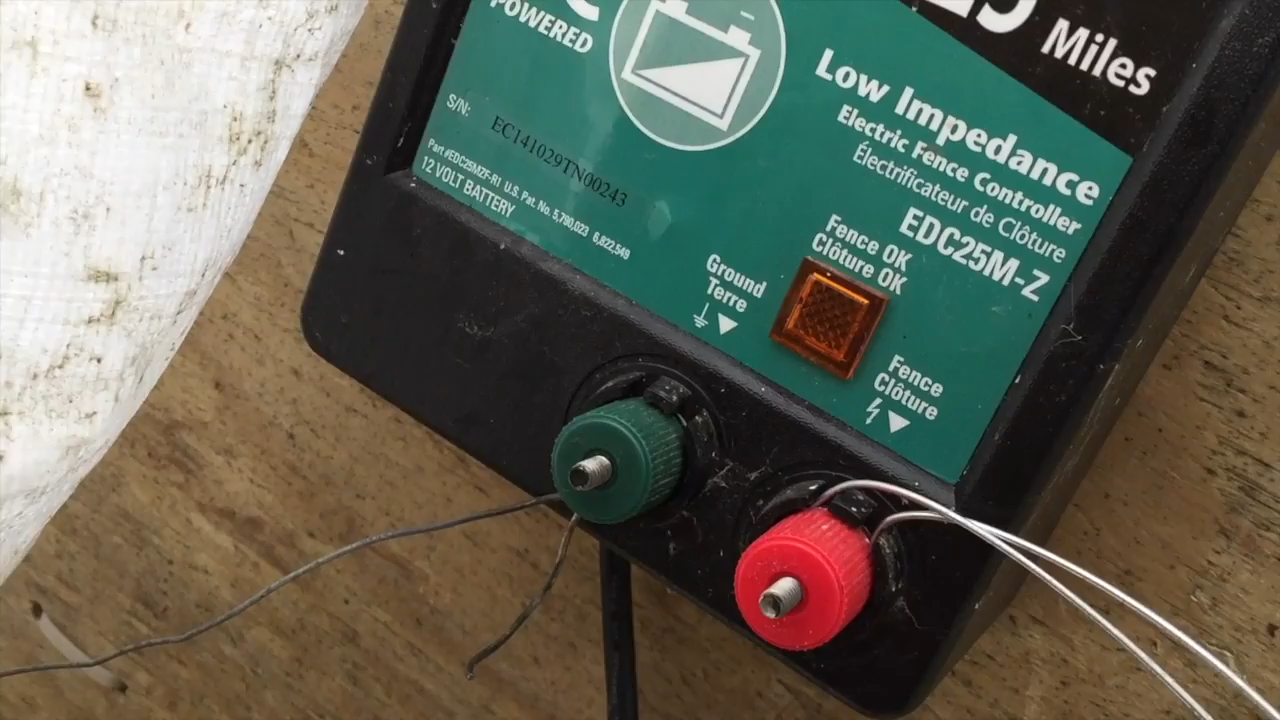 POWERED
25 Miles
Low Impedance
Electric Fence Controller
Électrificateur de Clôture
EDC25M-Z
S/N:
EC141029TN00243
Part #EDC25MZF-R1 U.S. Pat. No. 5,790,023 6,822,549
12 VOLT BATTERY
Fence OK
Clôture OK
Ground
Terre
Fence
Clôture